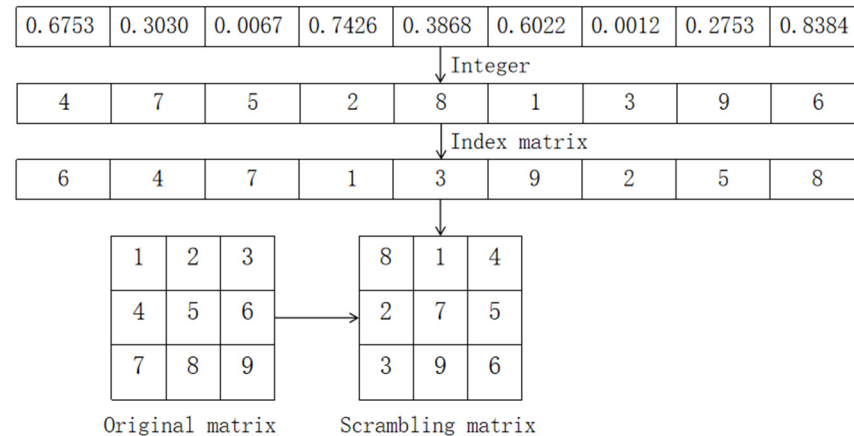 0.6753 0.3030 0.0067 0.7426 0.3868 0.6022 0.0012 0.2753 0.8384
Integer
4 7 5 2 8 1 3 9 6
Index matrix
6 4 7 1 3 9 2 5 8
1 2 3
4 5 6
7 8 9
Original matrix
8 1 4
2 7 5
3 9 6
Scrambling matrix